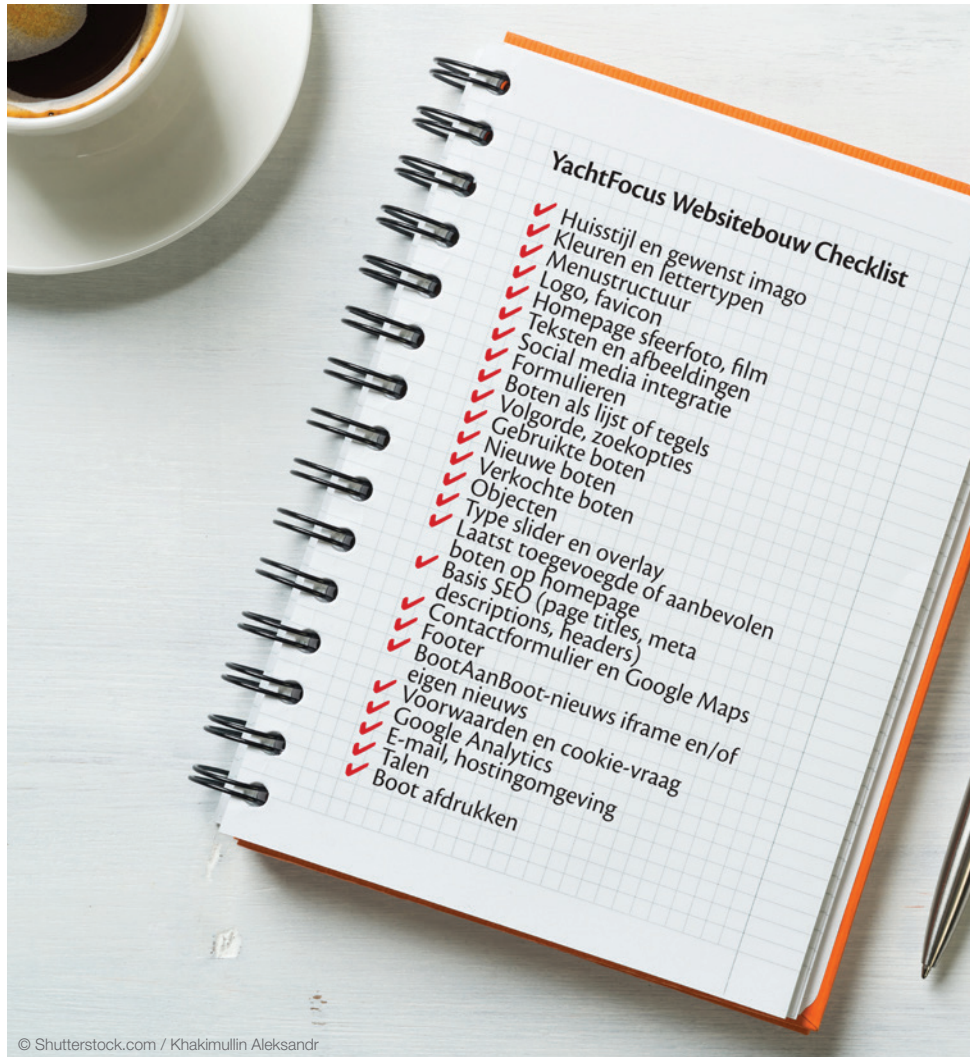 YachtFocus Websitebouw Checklist
Huisstijl en gewenst imago
Kleuren en lettertypen
Menustructuur
Logo, favicon
Homepage sfeerfoto, film
Teksten en afbeeldingen
Social media integratie
Formulieren
Boten als lijst of tegels
Volgorde, zoekopties
Gebruikte boten
Nieuwe boten
Verkochte boten
Objecten
Type slider en overlay
Laatst toegevoegde of aanbevolen
boten op homepage
Basis SEO (page titles, meta
descriptions, headers)
Contactformulier en Google Maps
Footer
BootAanBoot-nieuws iframe en/of
eigen nieuws
Voorwaarden en cookie-vraag
Google Analytics
E-mail, hostingomgeving
Talen
Boot afdrukken
© Shutterstock.com / Khakimullin Aleksandr